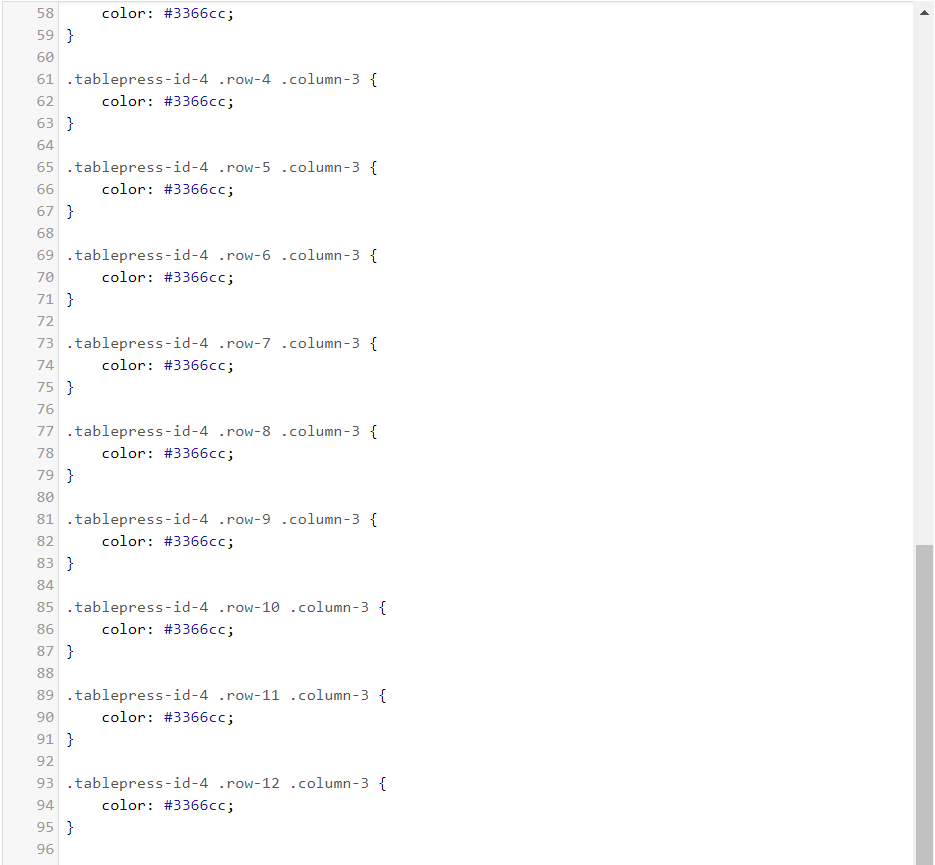 58 color: #3366cc;
59 }
60
61 .tablepress-id-4 .row-4 .column-3 {
62 color: #3366cc;
63 }
64
65 .tablepress-id-4 .row-5 .column-3 {
66 color: #3366cc;
67 }
68
69 .tablepress-id-4 .row-6 .column-3 {
70 color: #3366cc;
71 }
72
73 .tablepress-id-4 .row-7 .column-3 {
74 color: #3366cc;
75 }
76
77 .tablepress-id-4 .row-8 .column-3 {
78 color: #3366cc;
79 }
80
81 .tablepress-id-4 .row-9 .column-3 {
82 color: #3366cc;
83 }
84
85 .tablepress-id-4 .row-10 .column-3 {
86 color: #3366cc;
87 }
88
89 .tablepress-id-4 .row-11 .column-3 {
90 color: #3366cc;
91 }
92
93 .tablepress-id-4 .row-12 .column-3 {
94 color: #3366cc;
95 }
96